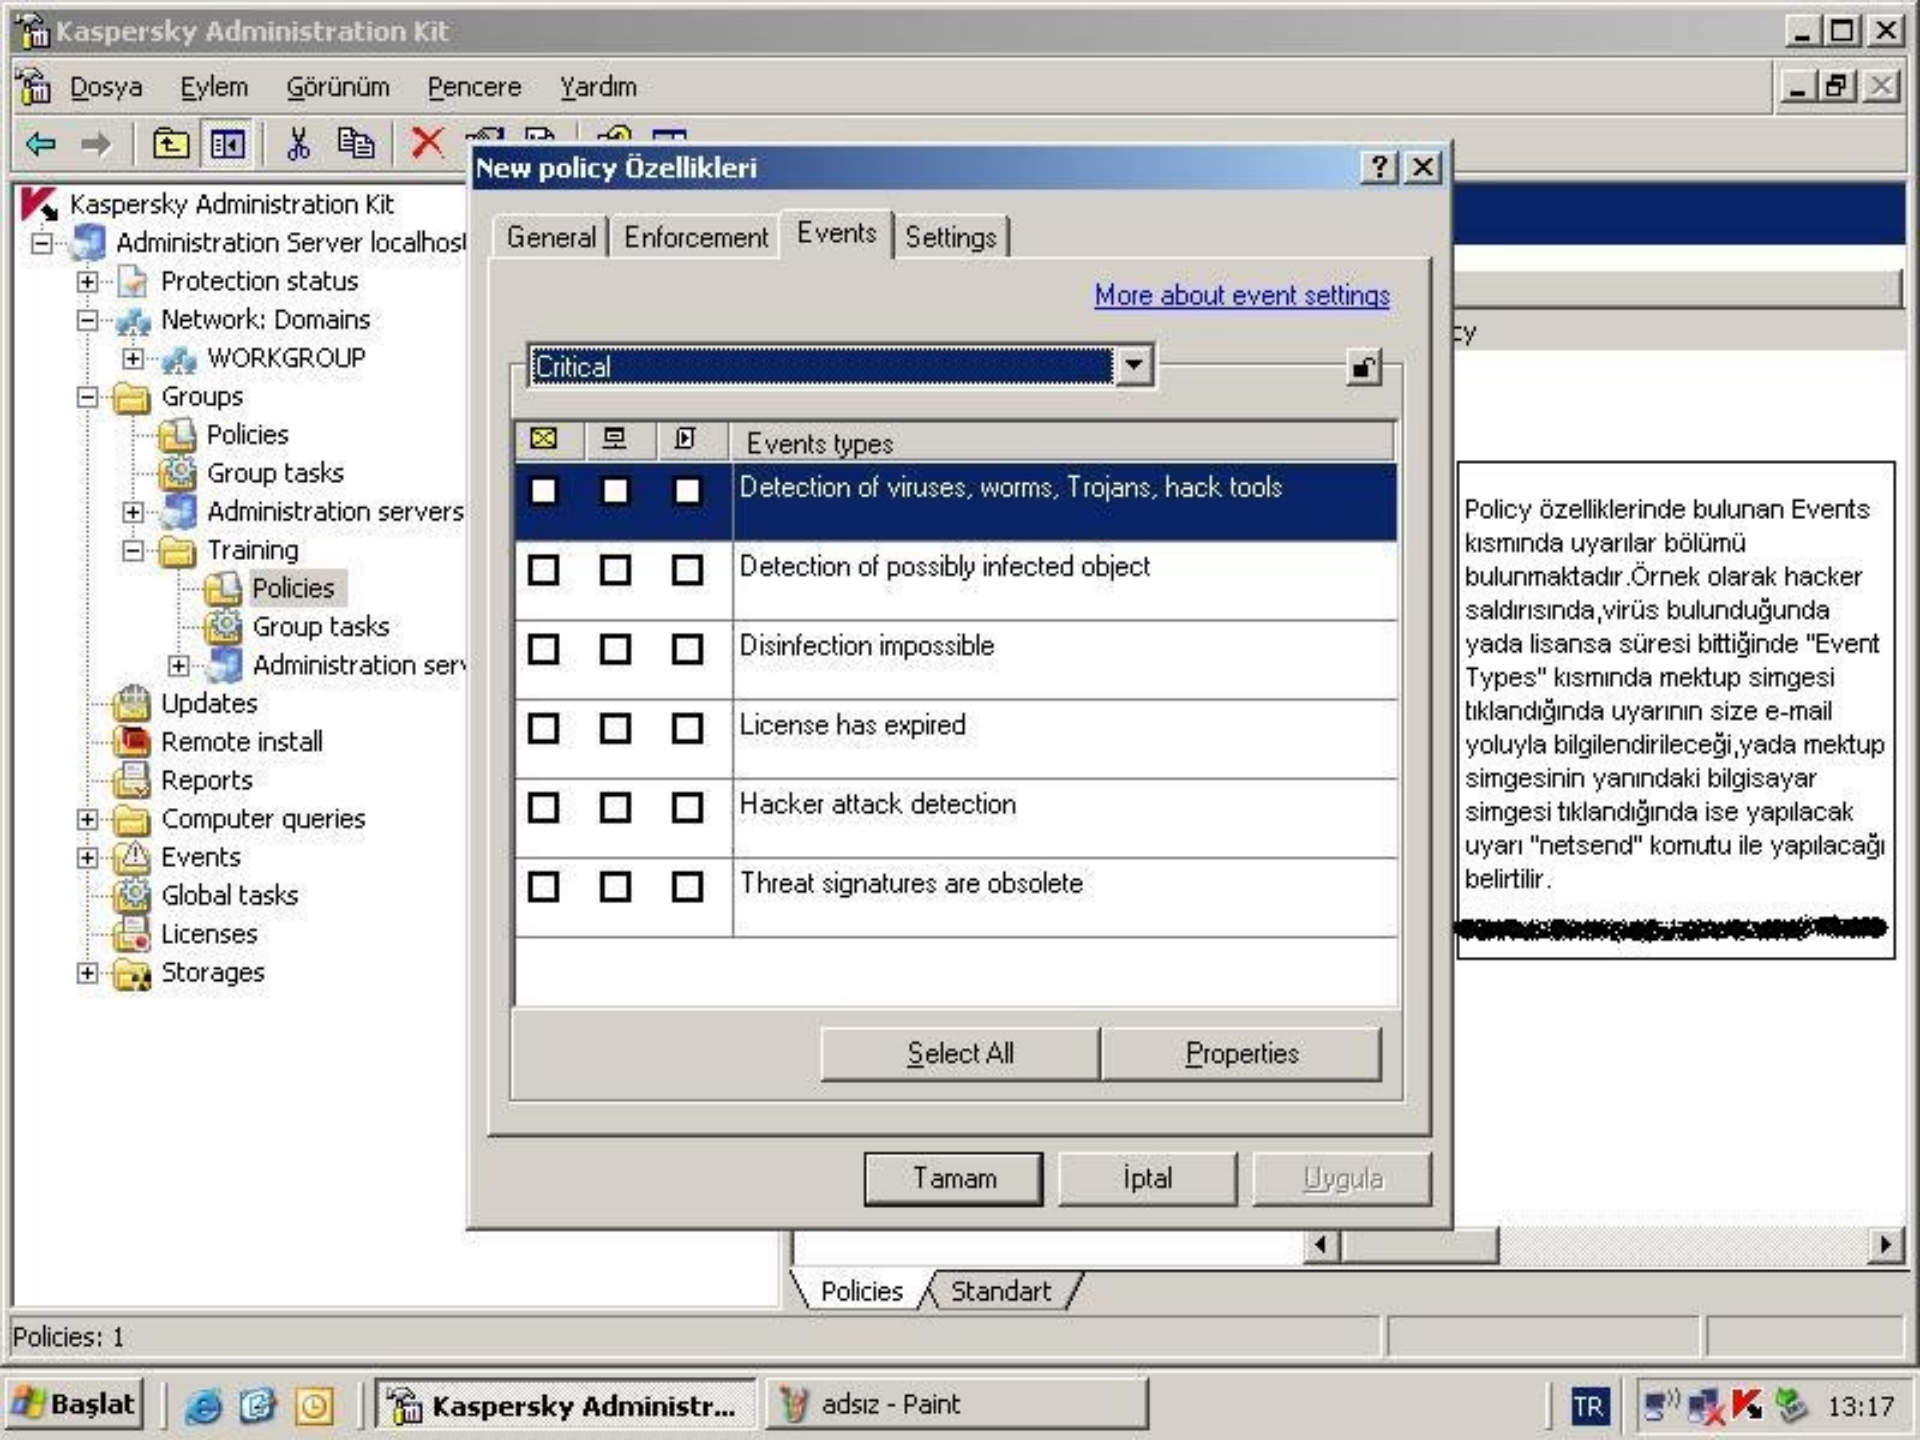 Kaspersky Administration Kit
Dosya Eylem Görünüm Pencere Yardım
New policy Özellikleri
Kaspersky Administration Kit
Administration Server localhost
Protection status
Network: Domains
WORKGROUP
Groups
Policies
Group tasks
Administration servers
Training
Policies
Group tasks
Administration serv
Updates
Remote install
Reports
Computer queries
Events
Global tasks
Licenses
Storages
General Enforcement Events Settings
More about event settings
Critical
Events types
Detection of viruses, worms, Trojans, hack tools
Detection of possibly infected object
Disinfection impossible
License has expired
Hacker attack detection
Threat signatures are obsolete
Select All Properties
Tamam İptal Uygula
cy
Policy özelliklerinde bulunan Events
kısmında uyarılar bölümü
bulunmaktadır.Örnek olarak hacker
saldırısında,virüs bulunduğunda
yada lisansa süresi bittiğinde "Event
Types" kısmında mektup simgesi
tıklandığında uyarının size e-mail
yoluyla bilgilendirileceği,yada mektup
simgesinin yanındaki bilgisayar
simgesi tıklandığında ise yapılacak
uyarı "netsend" komutu ile yapılacağı
belirtilir.
Policies Standart
Policies: 1
Başlat Kaspersky Administr... adsız - Paint TR 13:17